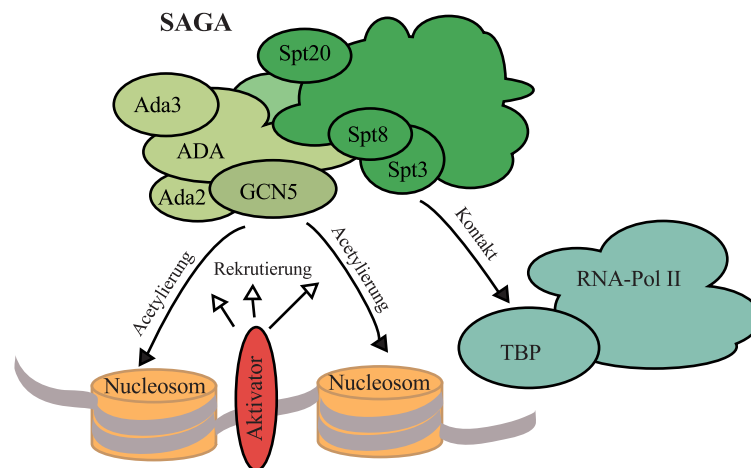 SAGA
Spt20
Ada3
Spt8
ADA
Spt3
Ada2
GCN5
Kontakt
Acetylierung
Rekrutierung
Acetylierung
RNA-Pol II
TBP
Nucleosom
Aktivator
Nucleosom